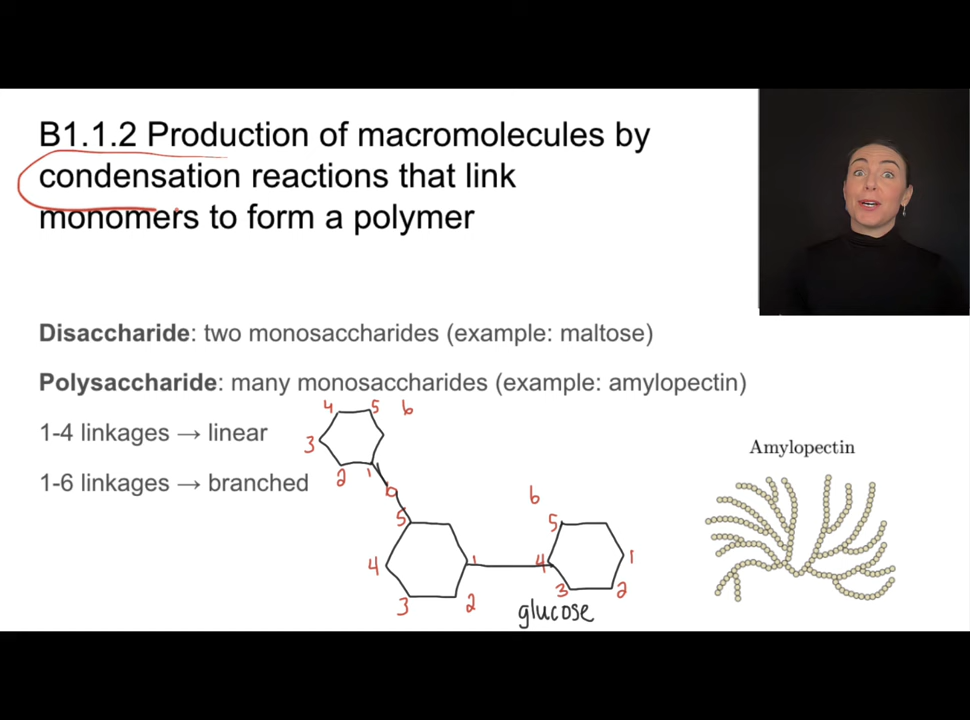 B1.1.2 Production of macromolecules by
condensation reactions that link
monomers to form a polymer
Disaccharide: two monosaccharides (example: maltose)
Polysaccharide: many monosaccharides (example: amylopectin)
1-4 linkages → linear
1-6 linkages → branched
4 5 6
3
2 1
6
5
4 1
3 2
6
5
4 1
3 2
glucose
Amylopectin